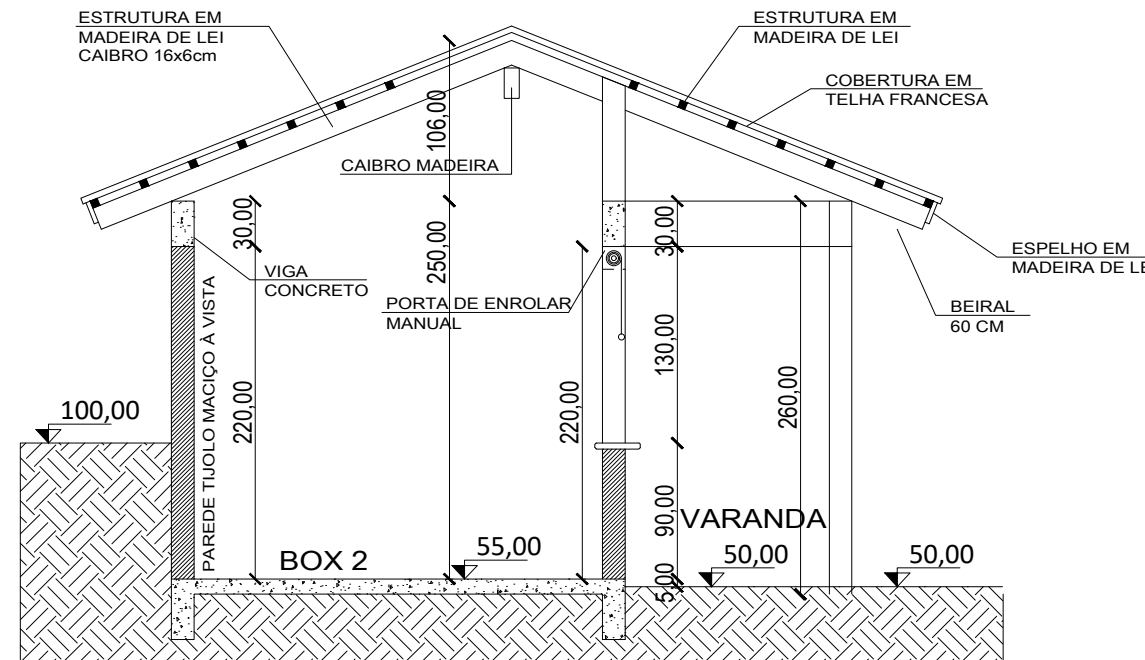 ESTRUTURA EM
MADEIRA DE LEI
CAIBRO 16x6cm
ESTRUTURA EM
MADEIRA DE LEI
COBERTURA EM
TELHA FRANCESA
106,00
CAIBRO MADEIRA
30,00
250,00
30,00
VIGA
CONCRETO
PORTA DE ENROLAR
MANUAL
ESPELHO EM
MADEIRA DE LE
BEIRAL
60 CM
PAREDE TIJOLO MACIÇO À VISTA
130,00
220,00
220,00
260,00
100,00
90,00
VARANDA
BOX 2
55,00
50,00
50,00
5,00